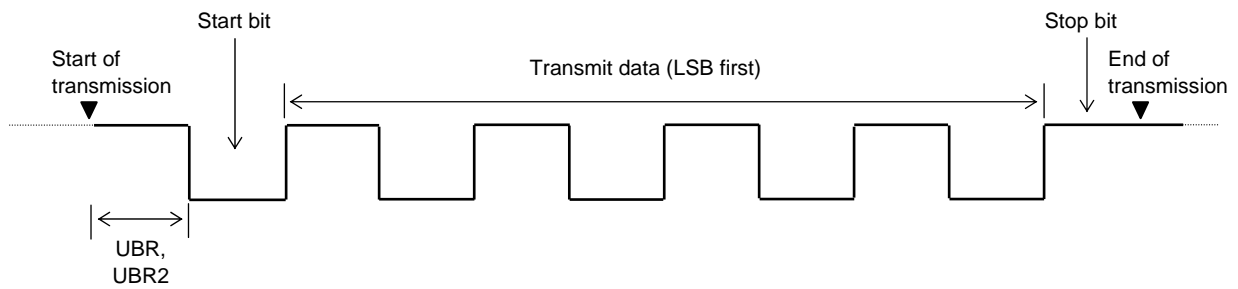 Start bit
Stop bit
Start of
transmission
Transmit data (LSB first)
End of
transmission
UBR,
UBR2